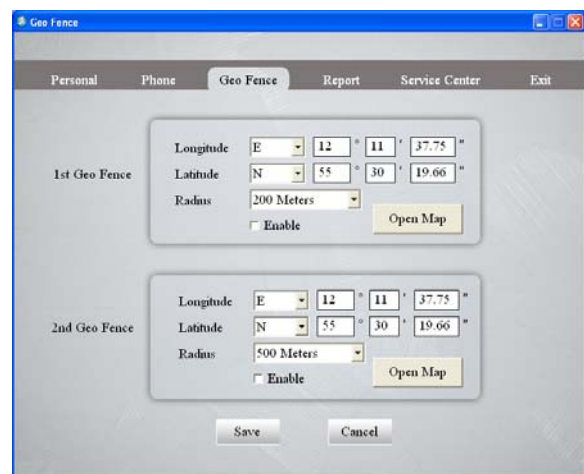 Geo Fence
Personal Phone Geo Fence Report Service Center Exit
1st Geo Fence
Longitude E 12 ° 11 ' 37.75 "
Latitude N 55 ° 30 ' 19.66 "
Radius 200 Meters
Enable
Open Map
2nd Geo Fence
Longitude E 12 ° 11 ' 37.75 "
Latitude N 55 ° 30 ' 19.66 "
Radius 500 Meters
Enable
Open Map
Save Cancel